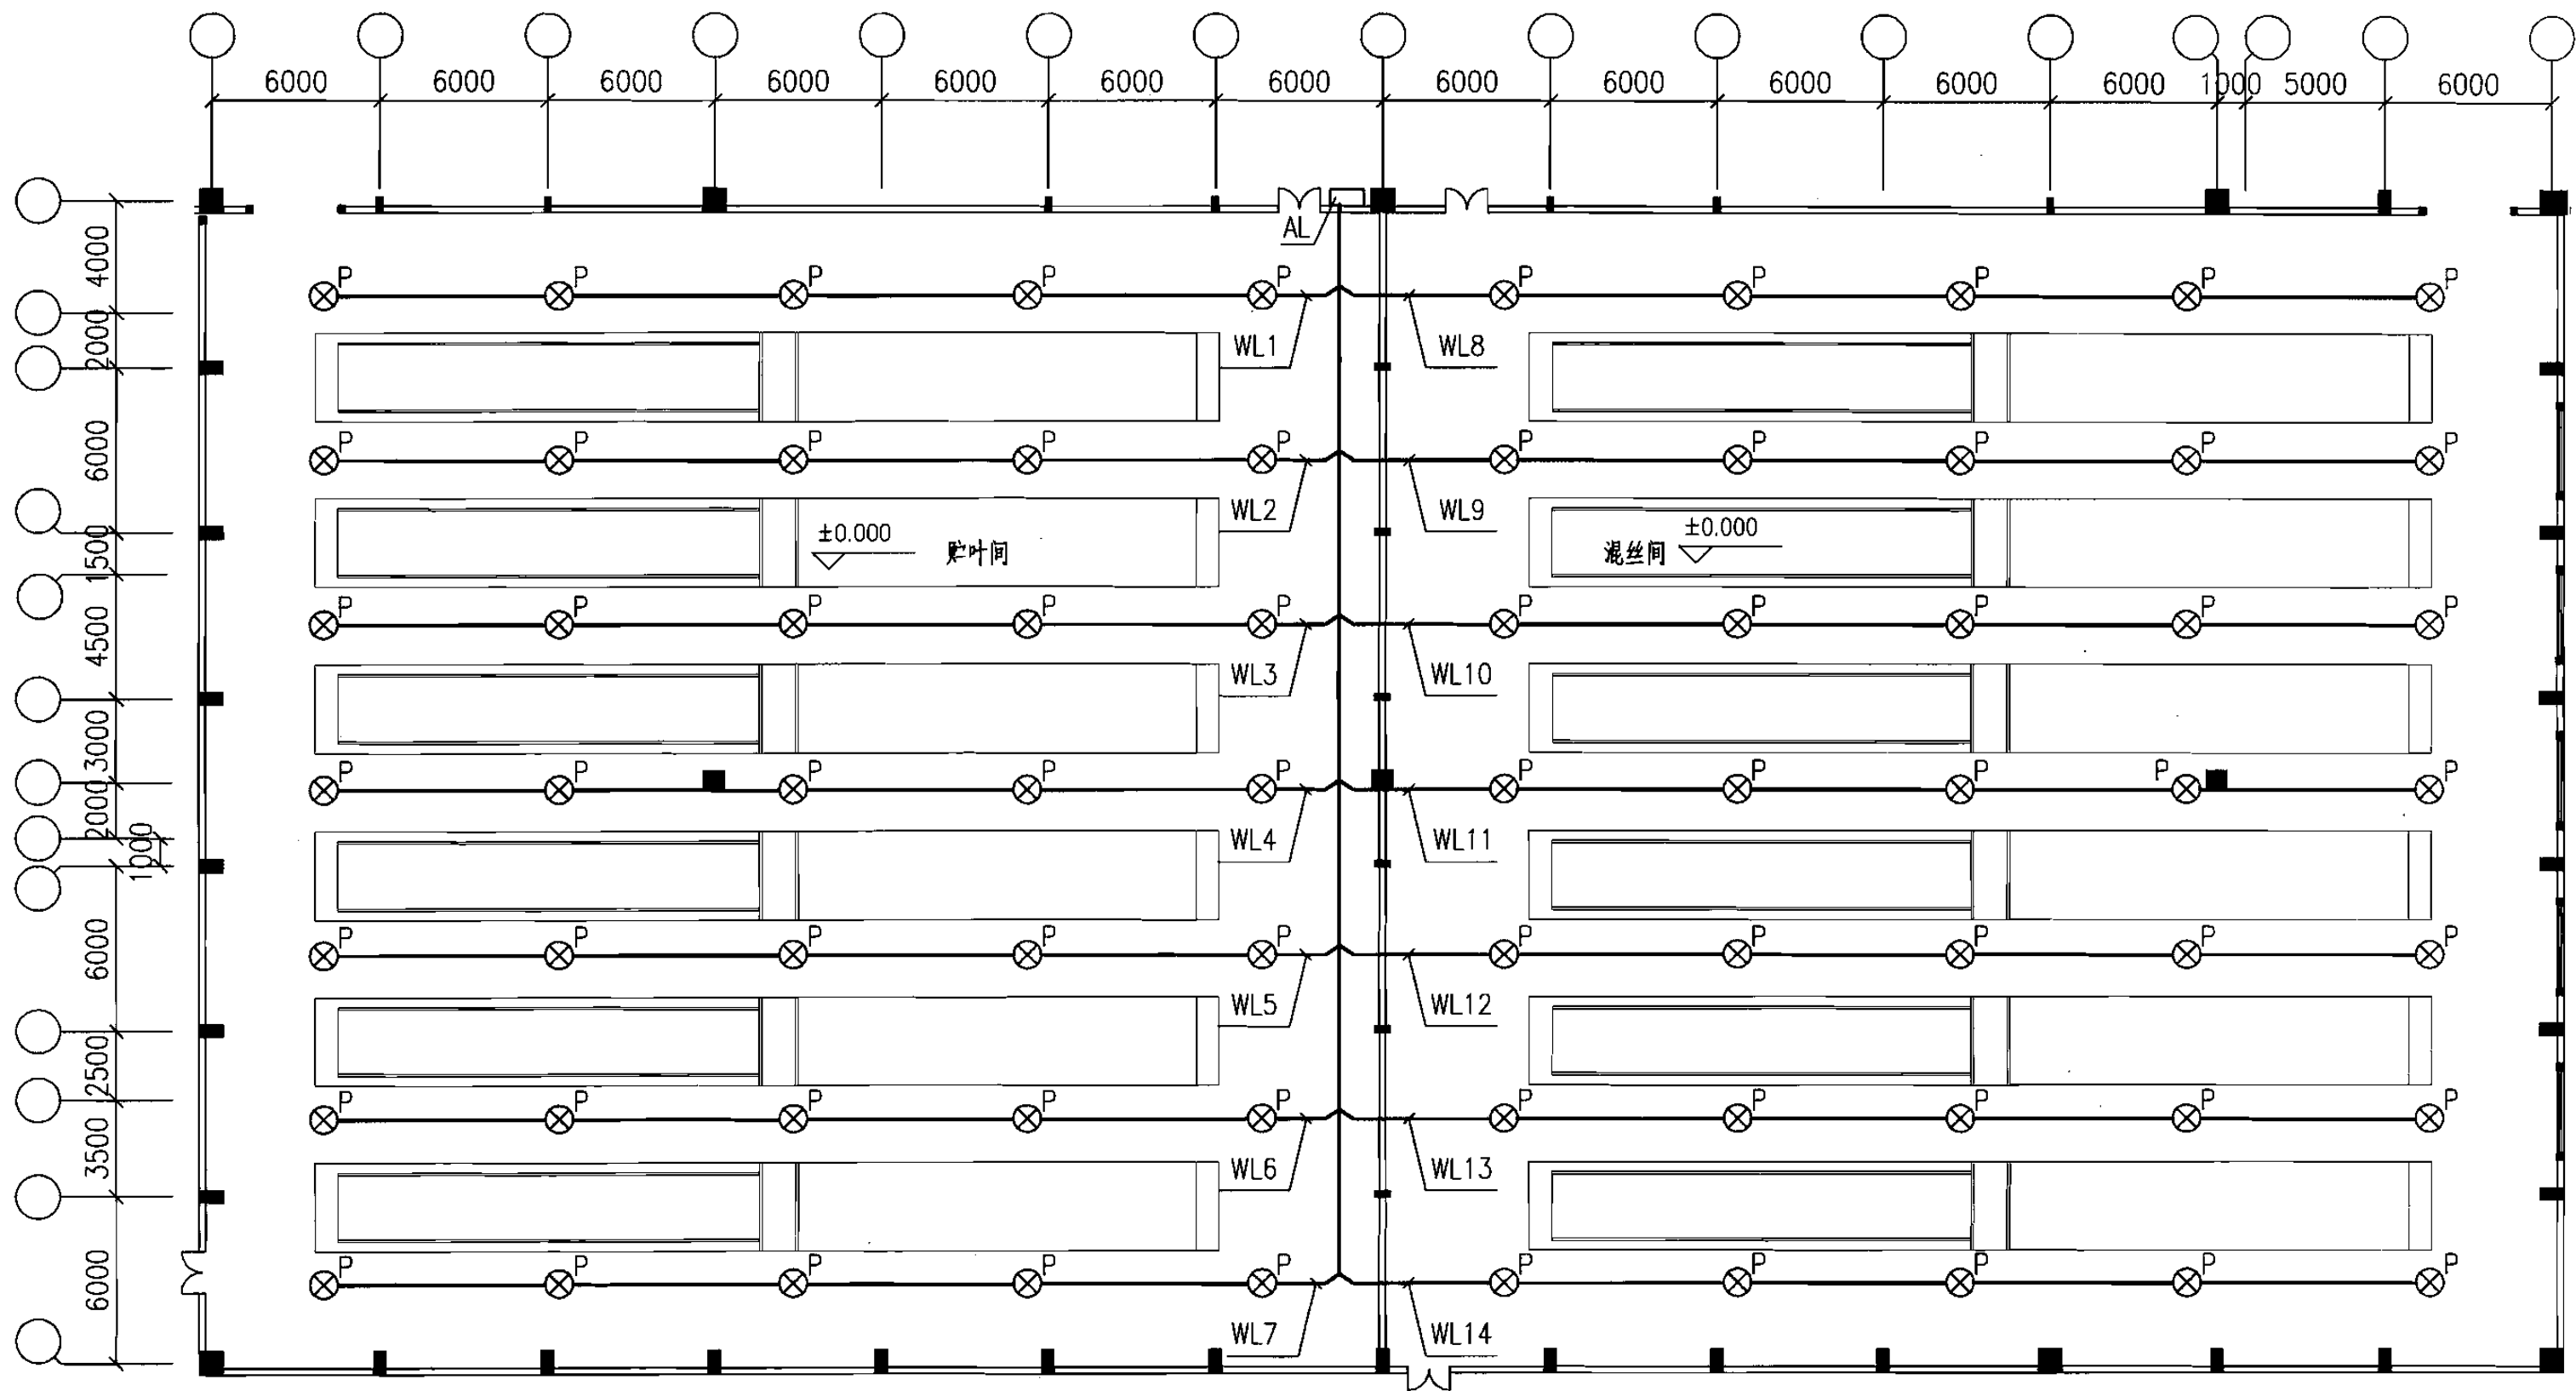 6000 6000 6000 6000 6000 6000 6000 6000 6000 6000 6000 6000 1000 5000 6000
4000
AL
P P P P P P P P P P
2000
WL1 WL8
6000
P P P P P P P P P P
WL2 WL9
±0.000 贮叶间 混丝间 ±0.000
1500
P P P P P P P P P P
4500
WL3 WL10
3000
P P P P P P P P P P
2000
1000
WL4 WL11
6000
P P P P P P P P P P
WL5 WL12
2500
P P P P P P P P P P
3500
WL6 WL13
P P P P P P P P P P
6000
WL7 WL14